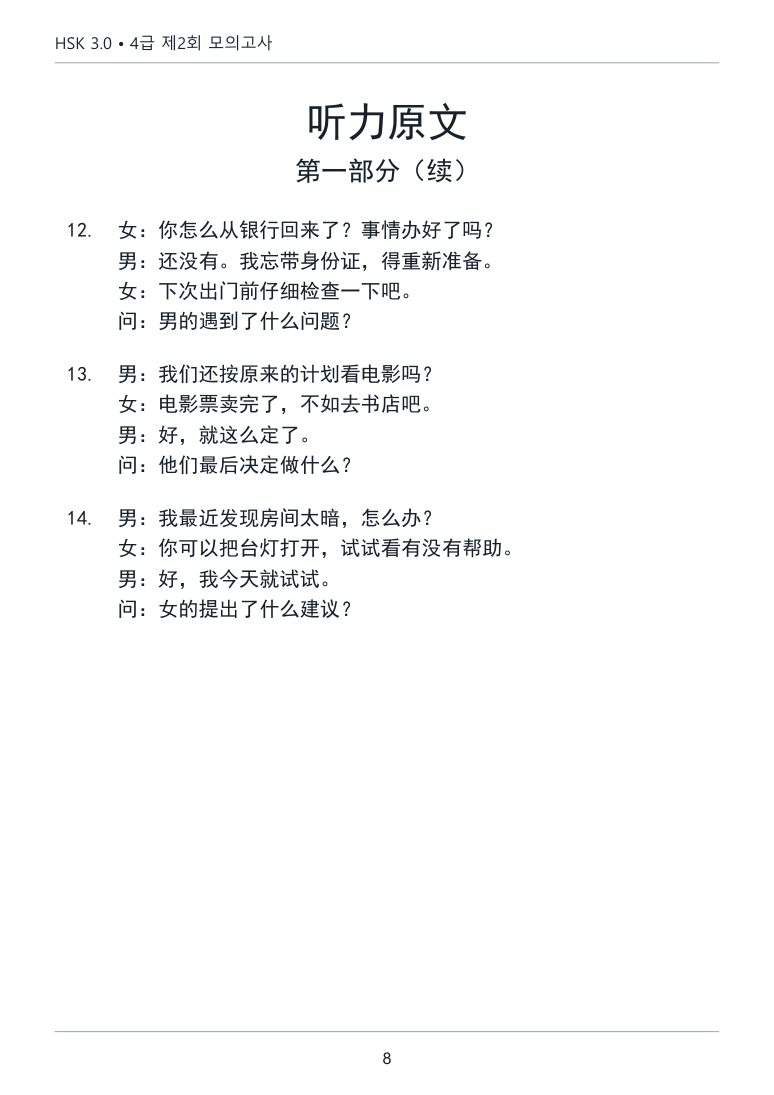 HSK 3.0 • 4급 제2회 모의고사
听力原文
第一部分（续）
12. 女：你怎么从银行回来了？事情办好了吗？
男：还没有。我忘带身份证，得重新准备。
女：下次出门前仔细检查一下吧。
问：男的遇到了什么问题？
13. 男：我们还按原来的计划看电影吗？
女：电影票卖完了，不如去书店吧。
男：好，就这么定了。
问：他们最后决定做什么？
14. 男：我最近发现房间太暗，怎么办？
女：你可以把台灯打开，试试看有没有帮助。
男：好，我今天就试试。
问：女的提出了什么建议？
8